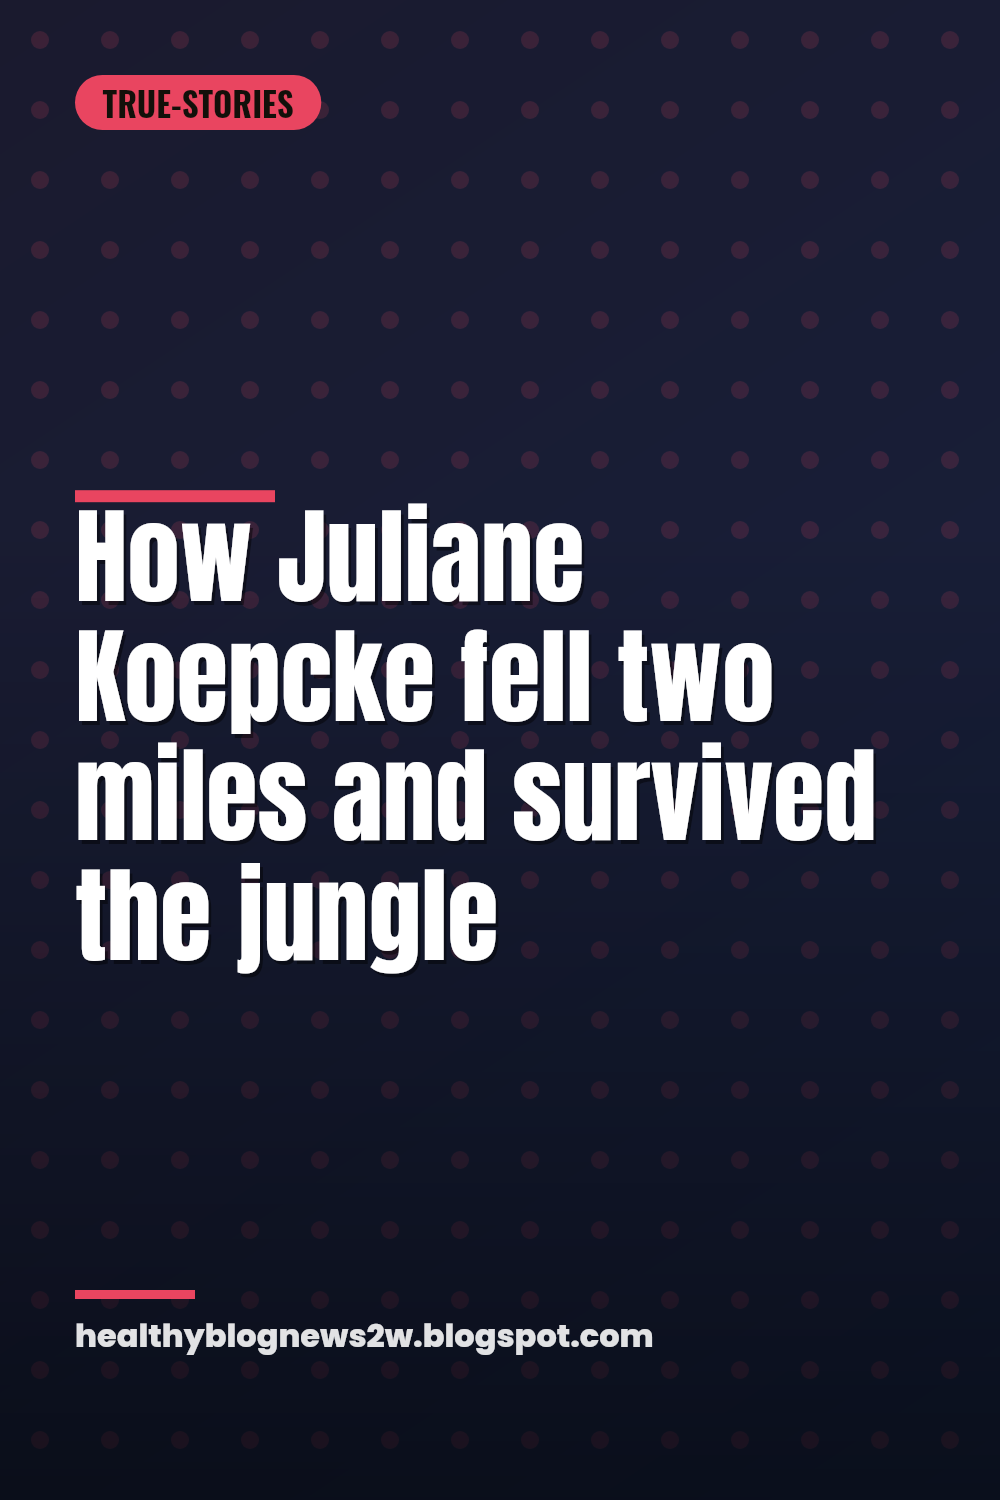 TRUE-STORIES
How Juliane
Koepcke fell two
miles and survived
the jungle
healthyblognews2w.blogspot.com